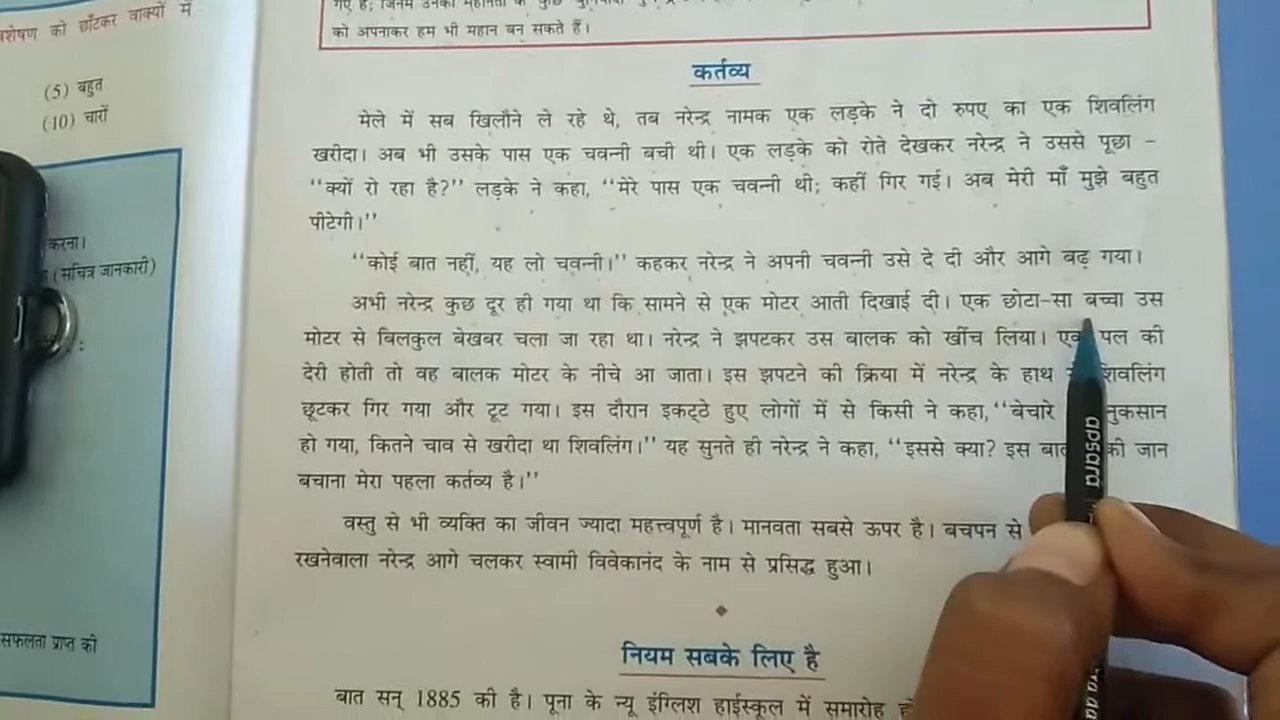 विशेषण को छाँटकर वाक्यों में
(5) बहुत
(10) चारों
करना।
(सचित्र जानकारी)
:
सफलता प्राप्त की
को अपनाकर हम भी महान बन सकते हैं।
कर्तव्य
मेले में सब खिलौने ले रहे थे, तब नरेन्द्र नामक एक लड़के ने दो रुपए का एक शिवलिंग
खरीदा। अब भी उसके पास एक चवन्नी बची थी। एक लड़के को रोते देखकर नरेन्द्र ने उससे पूछा –
‘‘क्यों रो रहा है?’’ लड़के ने कहा, ‘‘मेरे पास एक चवन्नी थी; कहीं गिर गई। अब मेरी माँ मुझे बहुत
पीटेगी।’’
‘‘कोई बात नहीं, यह लो चवन्नी।’’ कहकर नरेन्द्र ने अपनी चवन्नी उसे दे दी और आगे बढ़ गया।
अभी नरेन्द्र कुछ दूर ही गया था कि सामने से एक मोटर आती दिखाई दी। एक छोटा-सा बच्चा उस
मोटर से बिलकुल बेखबर चला जा रहा था। नरेन्द्र ने झपटकर उस बालक को खींच लिया। एक पल की
देरी होती तो वह बालक मोटर के नीचे आ जाता। इस झपटने की क्रिया में नरेन्द्र के हाथ शिवलिंग
छूटकर गिर गया और टूट गया। इस दौरान इकट्ठे हुए लोगों में से किसी ने कहा, ‘‘बेचारे नुकसान
हो गया, कितने चाव से खरीदा था शिवलिंग।’’ यह सुनते ही नरेन्द्र ने कहा, ‘‘इससे क्या? इस की जान
बचाना मेरा पहला कर्तव्य है।’’
वस्तु से भी व्यक्ति का जीवन ज्यादा महत्त्वपूर्ण है। मानवता सबसे ऊपर है। बचपन से
रखनेवाला नरेन्द्र आगे चलकर स्वामी विवेकानंद के नाम से प्रसिद्ध हुआ।
नियम सबके लिए है
बात सन् 1885 की है। पूना के न्यू इंग्लिश हाईस्कूल में समारोह
apsara